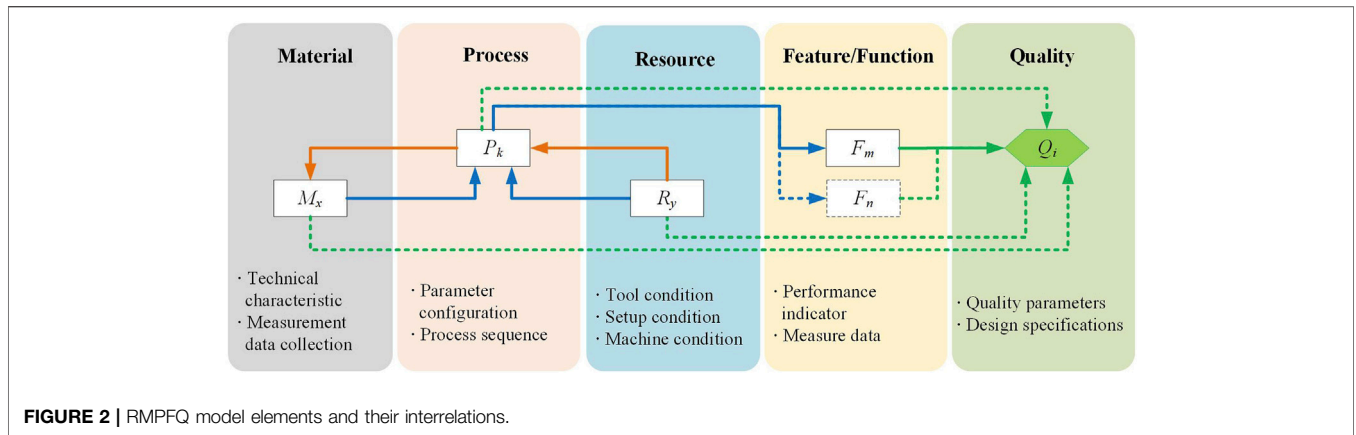 Material
Process
Resource
Feature/Function
Quality
P_k
F_m
Q_i
M_x
R_y
F_n
· Technical
characteristic
· Measurement
data collection
· Parameter
configuration
· Process sequence
· Tool condition
· Setup condition
· Machine condition
· Performance
indicator
· Measure data
· Quality parameters
· Design specifications
FIGURE 2 | RMPFQ model elements and their interrelations.